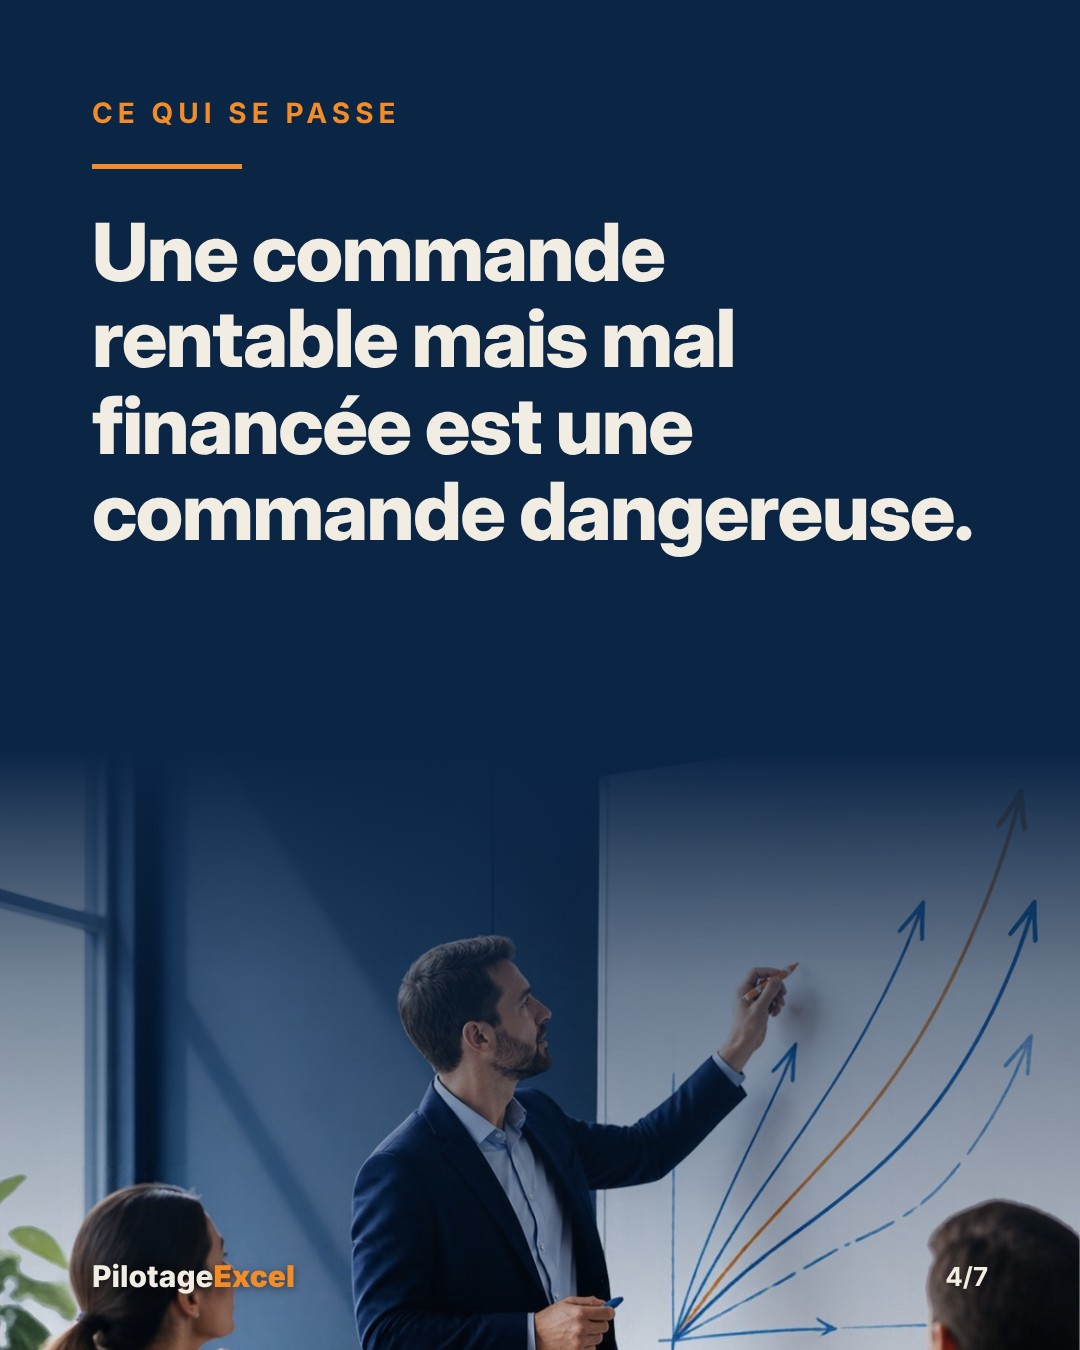 CE QUI SE PASSE
Une commande
rentable mais mal
financée est une
commande dangereuse.
PilotageExcel
4/7